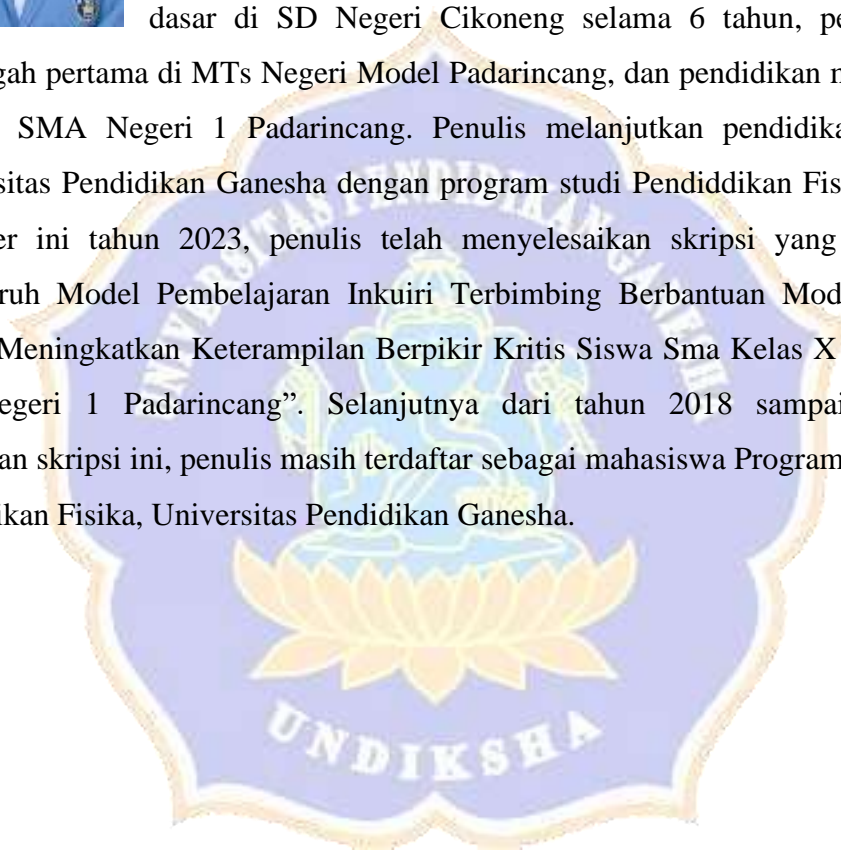 dasar di SD Negeri Cikoneng selama 6 tahun, pe
gah pertama di MTs Negeri Model Padarincang, dan pendidikan
SMA Negeri 1 Padarincang. Penulis melanjutkan pendidika
sitas Pendidikan Ganesha dengan program studi Pendiddikan Fis
er ini tahun 2023, penulis telah menyelesaikan skripsi yang
ruh Model Pembelajaran Inkuiri Terbimbing Berbantuan Mod
Meningkatkan Keterampilan Berpikir Kritis Siswa Sma Kelas X
egeri 1 Padarincang”. Selanjutnya dari tahun 2018 sampai
an skripsi ini, penulis masih terdaftar sebagai mahasiswa Program
ikan Fisika, Universitas Pendidikan Ganesha.
UNIVERSITAS PENDIDIKAN GANESHA
UNDIKSHA